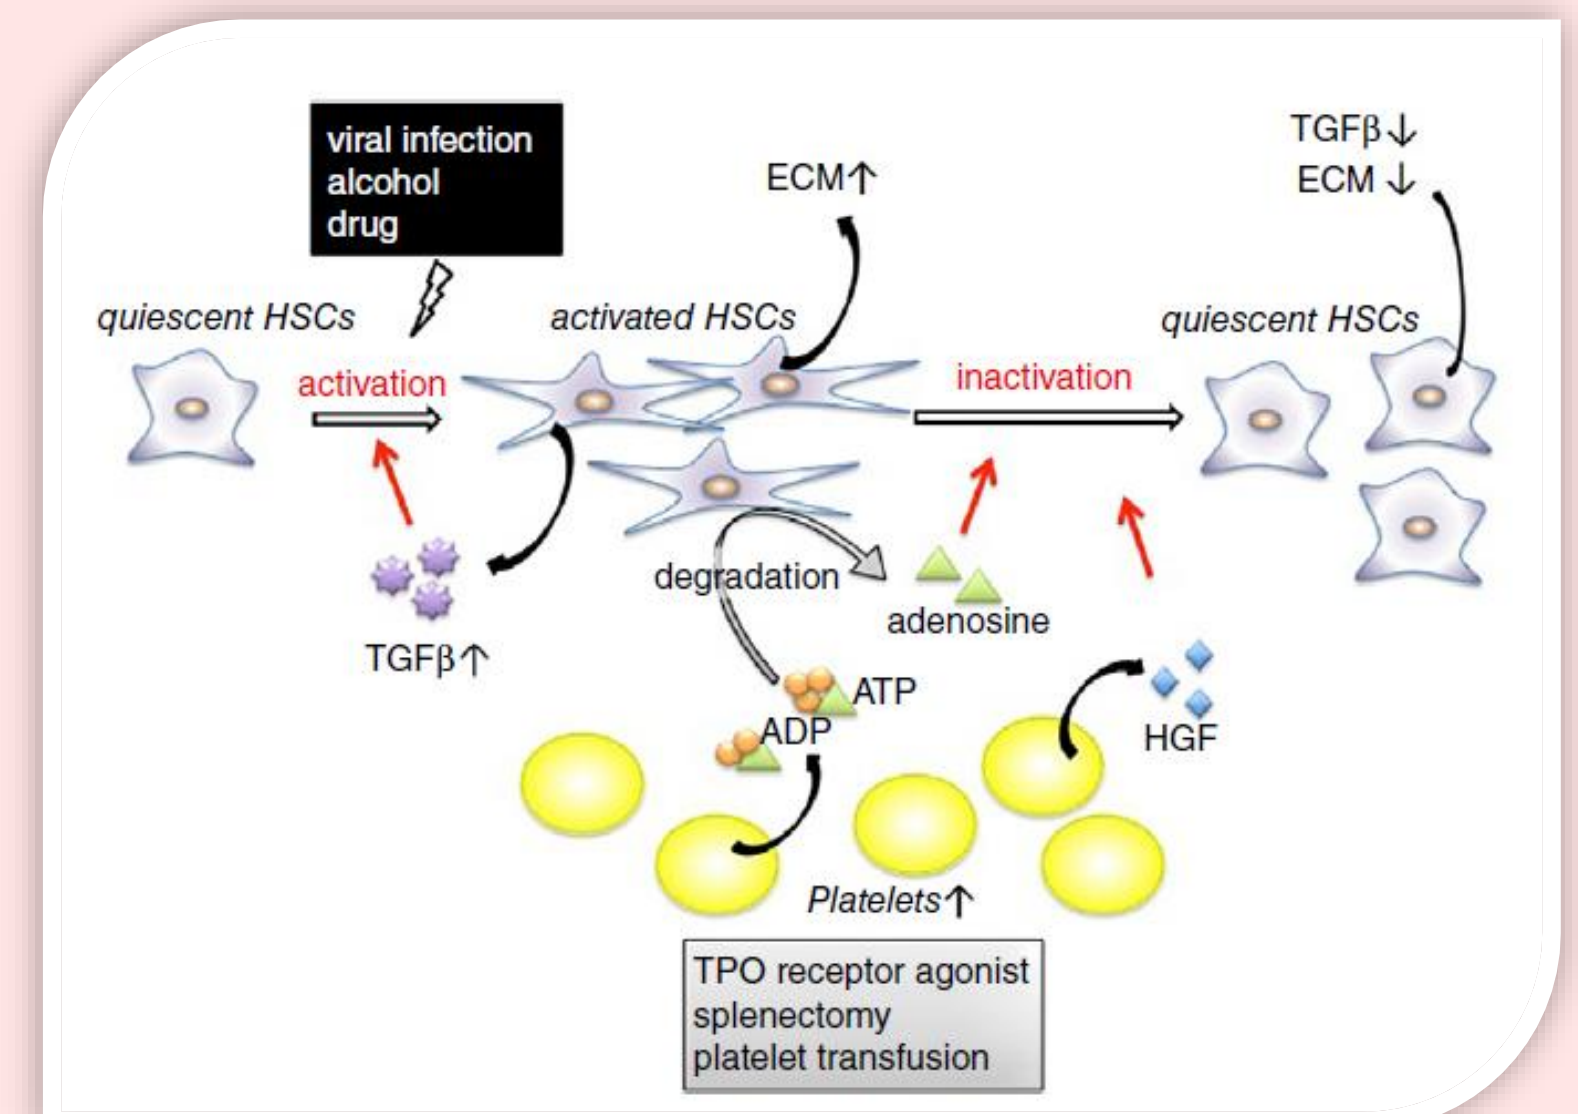 viral infection
alcohol
drug
ECM↑
TGFβ↓
ECM ↓
quiescent HSCs
activated HSCs
quiescent HSCs
activation
inactivation
degradation
adenosine
TGFβ↑
ATP
ADP
HGF
Platelets↑
TPO receptor agonist
splenectomy
platelet transfusion